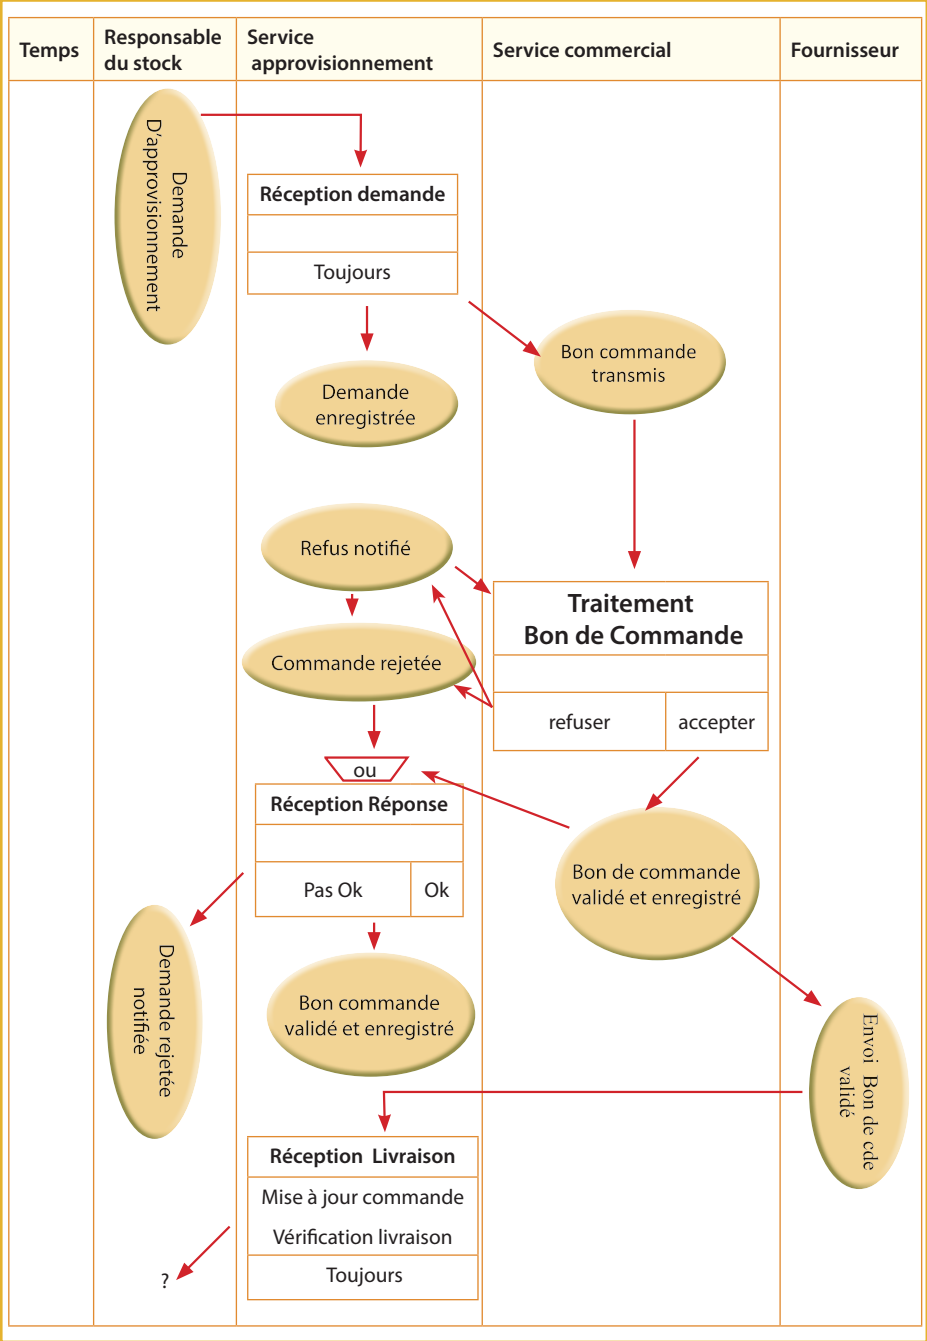 Temps
Responsable
du stock
Service
approvisionnement
Service commercial
Fournisseur
Demande
D'approvisionnement
Réception demande
Toujours
Demande
enregistrée
Bon commande
transmis
Refus notifié
Commande rejetée
Traitement
Bon de Commande
refuser
accepter
ou
Réception Réponse
Pas Ok
Ok
Bon de commande
validé et enregistré
Demande rejetée
notifiée
Bon commande
validé et enregistré
Envoi Bon de cde
validé
Réception Livraison
Mise à jour commande
Vérification livraison
Toujours
?